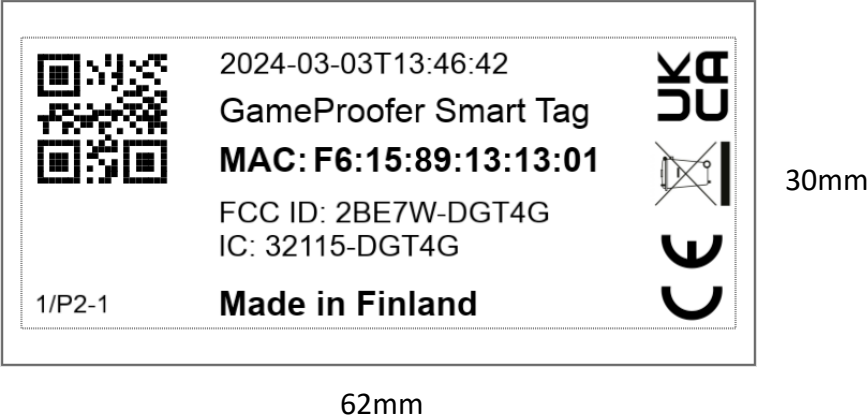 2024-03-03T13:46:42
GameProofer Smart Tag
MAC: F6:15:89:13:13:01
FCC ID: 2BE7W-DGT4G
IC: 32115-DGT4G
1/P2-1
Made in Finland
UK
CA
CE
30mm
62mm